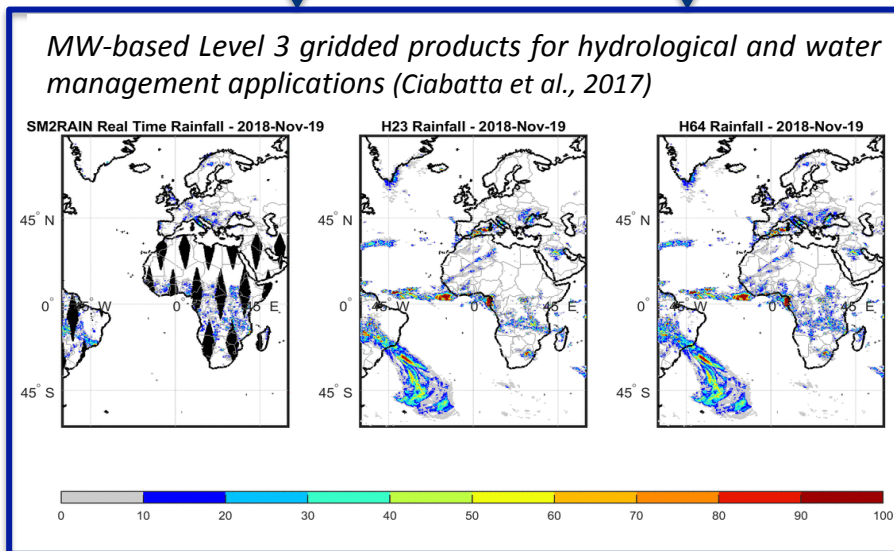 MW-based Level 3 gridded products for hydrological and water
management applications (Ciabatta et al., 2017)
SM2RAIN Real Time Rainfall - 2018-Nov-19
H23 Rainfall - 2018-Nov-19
H64 Rainfall - 2018-Nov-19
45° N
0°
45° S
45° W
0°
45° E
45° N
0°
45° S
45° W
0°
45° E
45° N
0°
45° S
45° W
0°
45° E
0 10 20 30 40 50 60 70 80 90 100